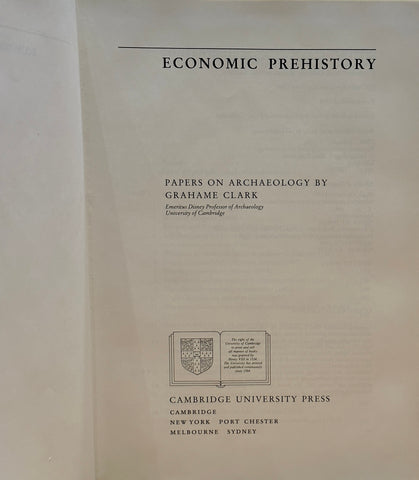 ECONOMIC PREHISTORY
PAPERS ON ARCHAEOLOGY BY
GRAHAME CLARK
Emeritus Disney Professor of Archaeology
University of Cambridge
The right of the
University of Cambridge
to print and sell
all manner of books
was granted by
Henry VIII in 1534.
The University has printed
and published continuously
since 1584.
CAMBRIDGE UNIVERSITY PRESS
CAMBRIDGE
NEW YORK PORT CHESTER
MELBOURNE SYDNEY